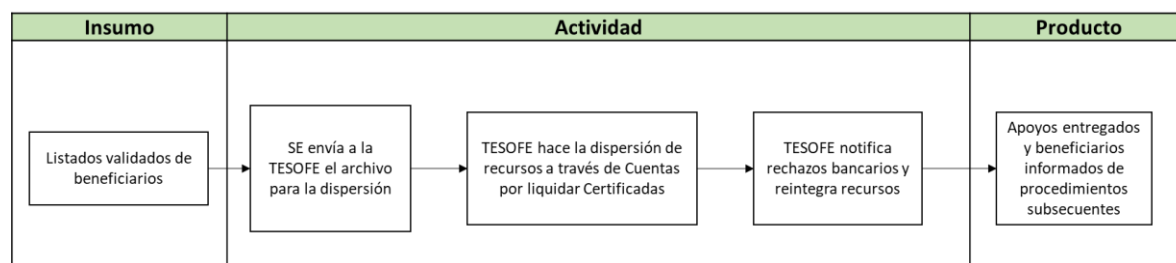 Insumo
Actividad
Producto
Listados validados de
beneficiarios
SE envía a la
TESOFE el archivo
para la dispersión
TESOFE hace la dispersión de
recursos a través de Cuentas
por liquidar Certificadas
TESOFE notifica
rechazos bancarios y
reintegra recursos
Apoyos entregados
y beneficiarios
informados de
procedimientos
subsecuentes